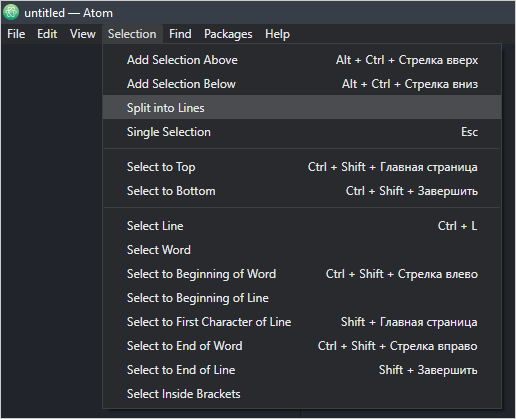 untitled — Atom
File Edit View Selection Find Packages Help
Add Selection Above Alt + Ctrl + Стрелка вверх
Add Selection Below Alt + Ctrl + Стрелка вниз
Split into Lines
Single Selection Esc
Select to Top Ctrl + Shift + Главная страница
Select to Bottom Ctrl + Shift + Завершить
Select Line Ctrl + L
Select Word
Select to Beginning of Word Ctrl + Shift + Стрелка влево
Select to Beginning of Line
Select to First Character of Line Shift + Главная страница
Select to End of Word Ctrl + Shift + Стрелка вправо
Select to End of Line Shift + Завершить
Select Inside Brackets